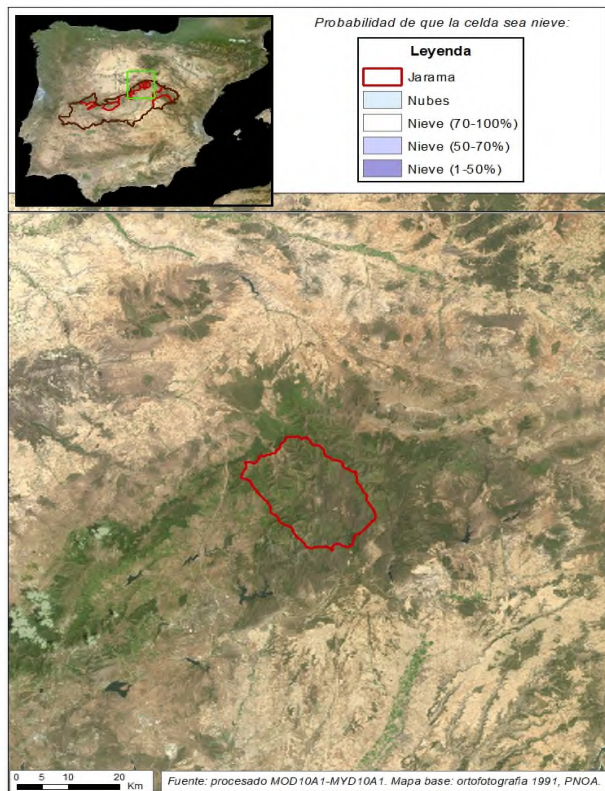 Probabilidad de que la celda sea nieve:
Leyenda
Jarama
Nubes
Nieve (70-100%)
Nieve (50-70%)
Nieve (1-50%)
0 5 10 20
Km
Fuente: procesado MOD10A1-MYD10A1. Mapa base: ortofotografía 1991, PNOA.